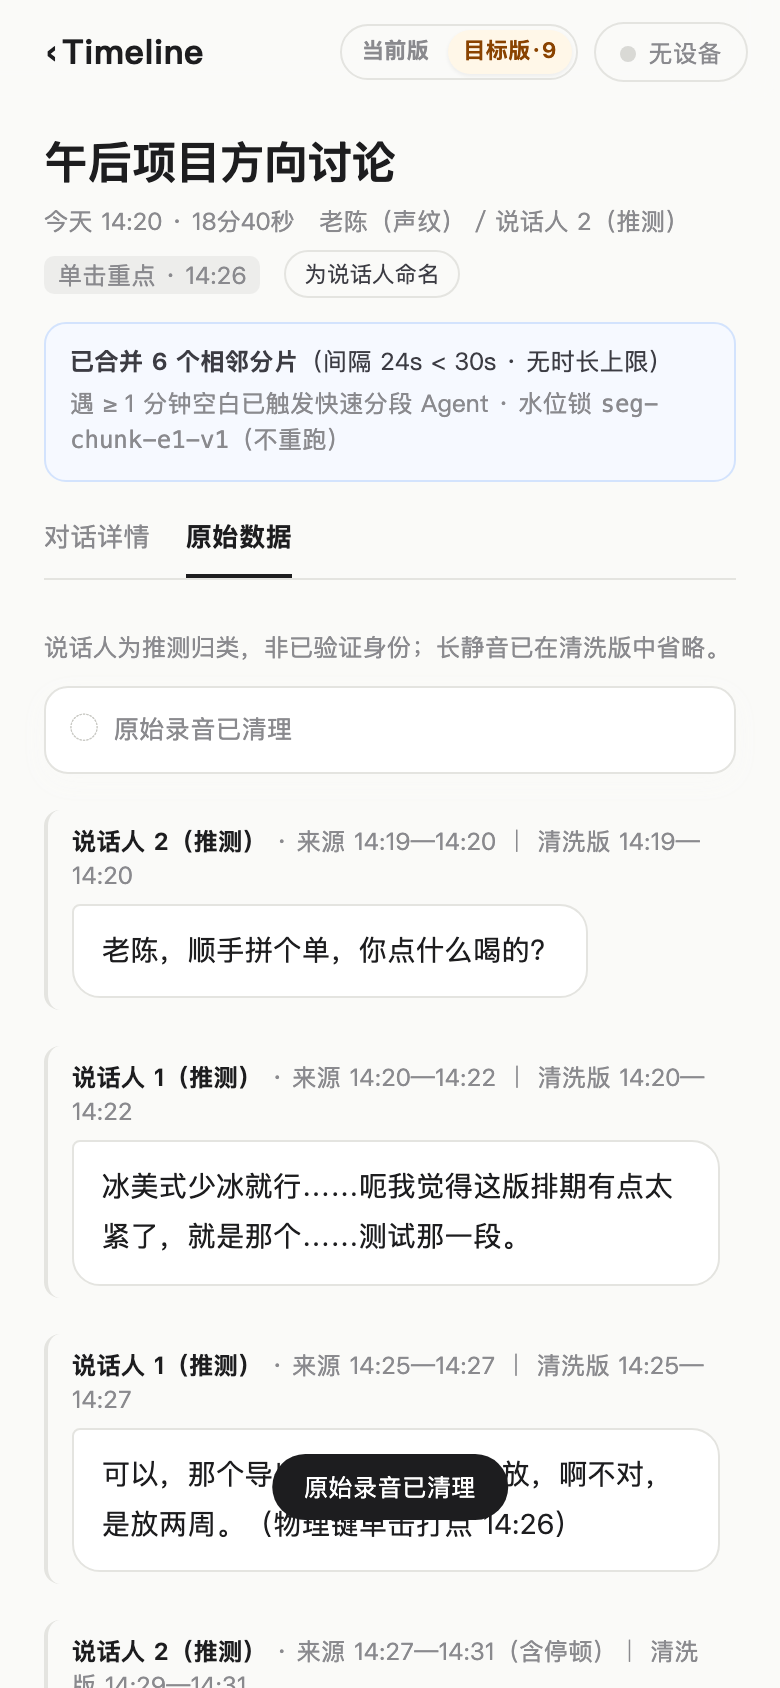 ‹ Timeline 当前版 目标版·9 无设备
午后项目方向讨论
今天 14:20 · 18分40秒 老陈（声纹） / 说话人 2（推测）
单击重点 · 14:26 为说话人命名
已合并 6 个相邻分片（间隔 24s < 30s · 无时长上限）
遇 ≥ 1 分钟空白已触发快速分段 Agent · 水位锁 seg-
chunk-e1-v1（不重跑）
对话详情 原始数据
说话人为推测归类，非已验证身份；长静音已在清洗版中省略。
原始录音已清理
说话人 2（推测） · 来源 14:19—14:20 ｜ 清洗版 14:19—
14:20
老陈，顺手拼个单，你点什么喝的？
说话人 1（推测） · 来源 14:20—14:22 ｜ 清洗版 14:20—
14:22
冰美式少冰就行……呃我觉得这版排期有点太
紧了，就是那个……测试那一段。
说话人 1（推测） · 来源 14:25—14:27 ｜ 清洗版 14:25—
14:27
可以，那个导 放，啊不对，
原始录音已清理
是放两周。（物理键单击打点 14:26）
说话人 2（推测） · 来源 14:27—14:31（含停顿） ｜ 清洗
版 14:29—14:31